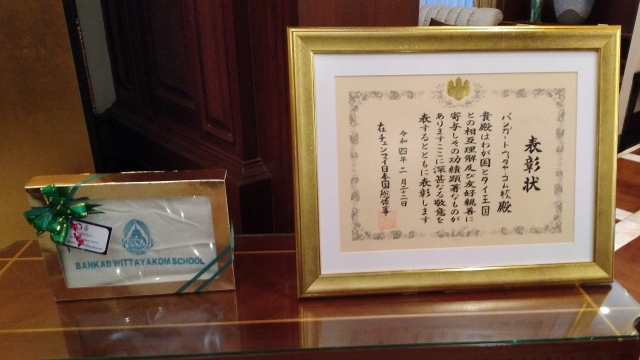 表彰状
バンガートウィタヤーコム校殿
貴殿はわが国とタイ王国
との相互理解及び友好親善に
寄与しその功績顕著なものが
ありますここに深甚なる敬意を
表するとともに表彰します
令和四年二月二十二日
在チェンマイ日本国総領事
BANKAD WITTAYAKOM SCHOOL